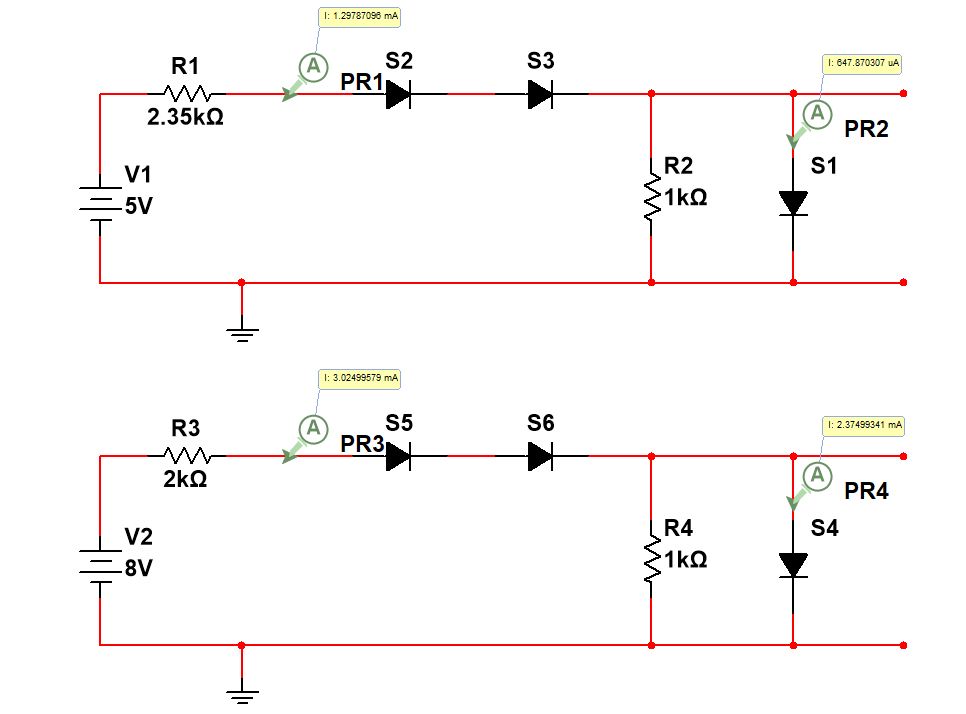 I: 1.29787096 mA
R1
PR1
S2
S3
I: 647.870307 uA
2.35kΩ
A
A
PR2
V1
5V
R2
1kΩ
S1
I: 3.02499579 mA
R3
PR3
S5
S6
I: 2.37499341 mA
2kΩ
A
A
PR4
V2
8V
R4
1kΩ
S4